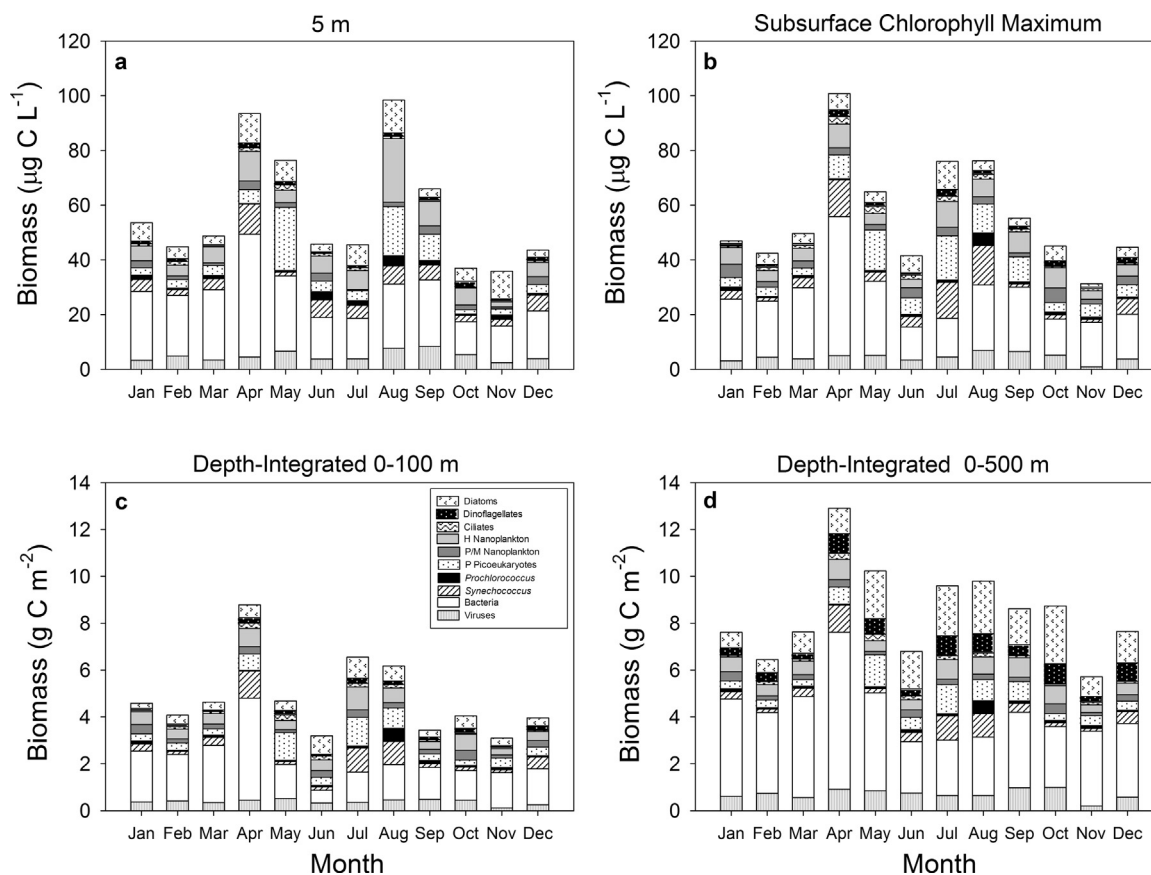 5 m
a
120
100
80
60
40
20
0
Biomass (µg C L⁻¹)
Jan Feb Mar Apr May Jun Jul Aug Sep Oct Nov Dec
Subsurface Chlorophyll Maximum
b
120
100
80
60
40
20
0
Biomass (µg C L⁻¹)
Jan Feb Mar Apr May Jun Jul Aug Sep Oct Nov Dec
Depth-Integrated 0-100 m
c
14
12
10
8
6
4
2
0
Biomass (g C m⁻²)
Diatoms
Dinoflagellates
Ciliates
H Nanoplankton
P/M Nanoplankton
P Picoeukaryotes
Prochlorococcus
Synechococcus
Bacteria
Viruses
Jan Feb Mar Apr May Jun Jul Aug Sep Oct Nov Dec
Month
Depth-Integrated 0-500 m
d
14
12
10
8
6
4
2
0
Biomass (g C m⁻²)
Jan Feb Mar Apr May Jun Jul Aug Sep Oct Nov Dec
Month